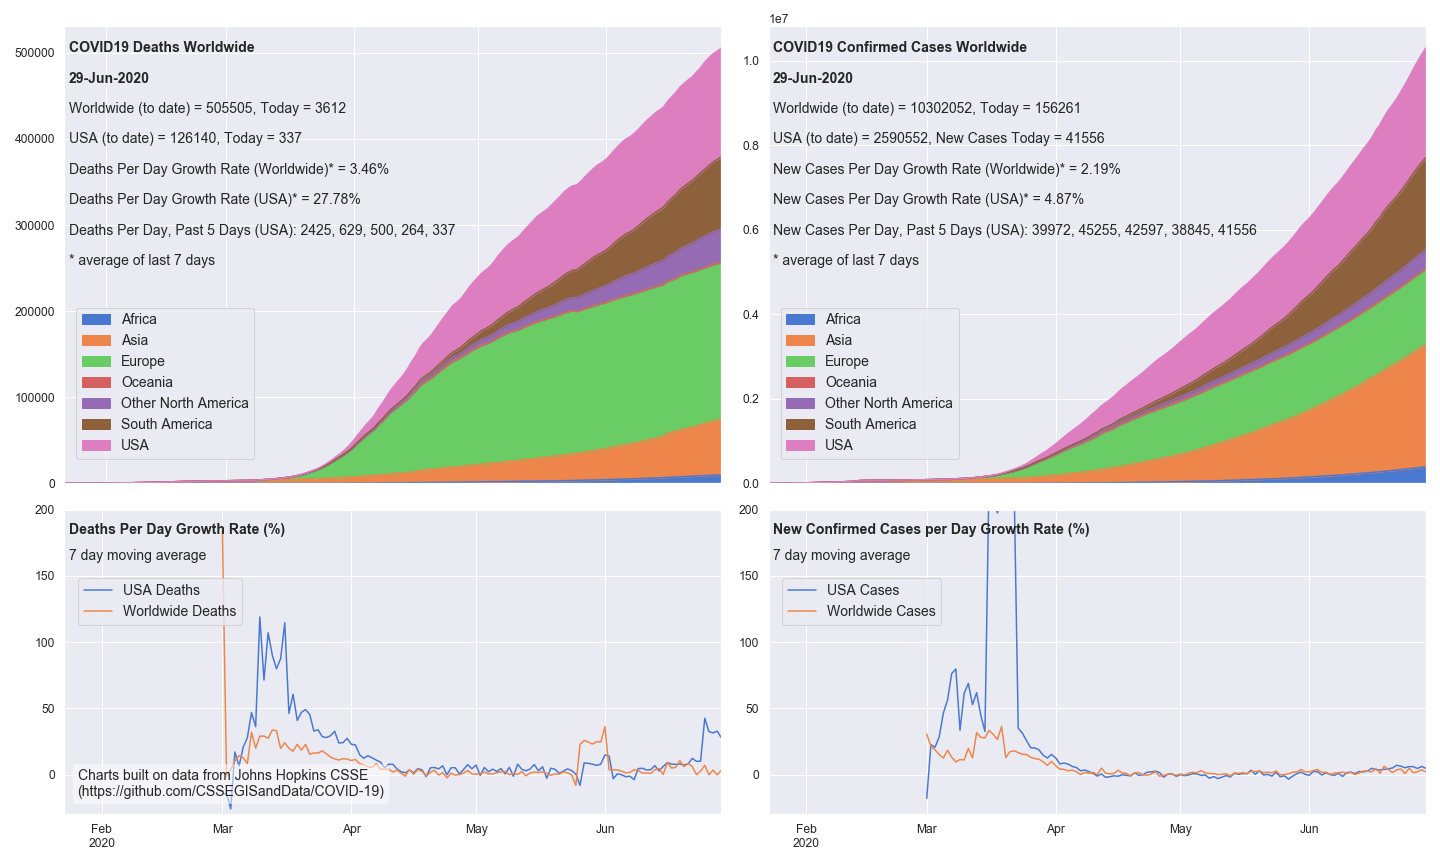 COVID19 Deaths Worldwide
29-Jun-2020
Worldwide (to date) = 505505, Today = 3612
USA (to date) = 126140, Today = 337
Deaths Per Day Growth Rate (Worldwide)* = 3.46%
Deaths Per Day Growth Rate (USA)* = 27.78%
Deaths Per Day, Past 5 Days (USA): 2425, 629, 500, 264, 337
* average of last 7 days
Africa
Asia
Europe
Oceania
Other North America
South America
USA
500000
400000
300000
200000
100000
0
1e7
COVID19 Confirmed Cases Worldwide
29-Jun-2020
Worldwide (to date) = 10302052, Today = 156261
USA (to date) = 2590552, New Cases Today = 41556
New Cases Per Day Growth Rate (Worldwide)* = 2.19%
New Cases Per Day Growth Rate (USA)* = 4.87%
New Cases Per Day, Past 5 Days (USA): 39972, 45255, 42597, 38845, 41556
* average of last 7 days
Africa
Asia
Europe
Oceania
Other North America
South America
USA
1.0
0.8
0.6
0.4
0.2
0.0
Deaths Per Day Growth Rate (%)
7 day moving average
USA Deaths
Worldwide Deaths
200
150
100
50
0
Charts built on data from Johns Hopkins CSSE
(https://github.com/CSSEGISandData/COVID-19)
Feb Mar Apr May Jun
2020
New Confirmed Cases per Day Growth Rate (%)
7 day moving average
USA Cases
Worldwide Cases
200
150
100
50
0
Feb Mar Apr May Jun
2020